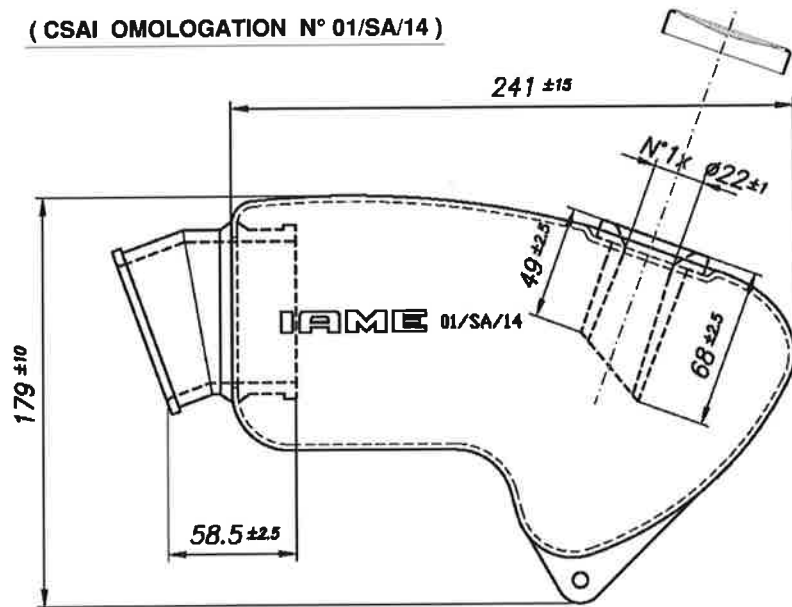 ( CSAI OMOLOGATION N° 01/SA/14 )
241 ±15
N°1x ø22±1
49 ±2.5
IAME 01/SA/14
68 ±2.5
179 ±10
58.5 ±2.5